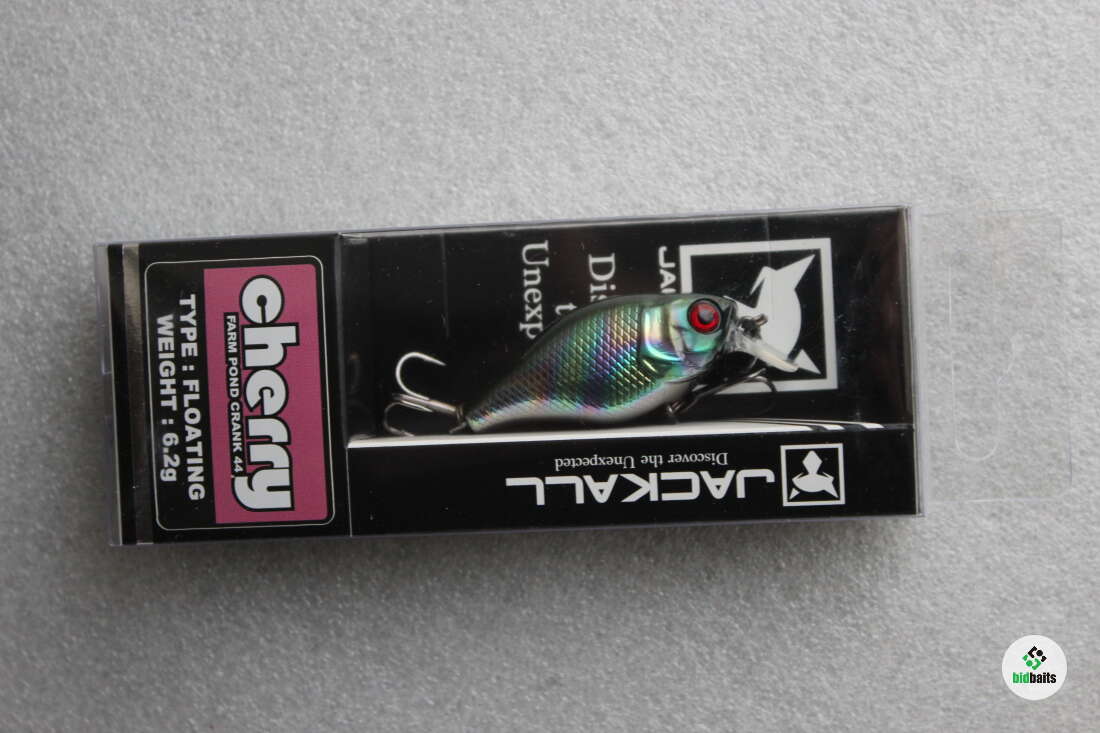 cherry
FARM POND CRANK 44
TYPE : FLOATING
WEIGHT : 6.2g
Discover the Unexpected
JACKALL
bidbaits